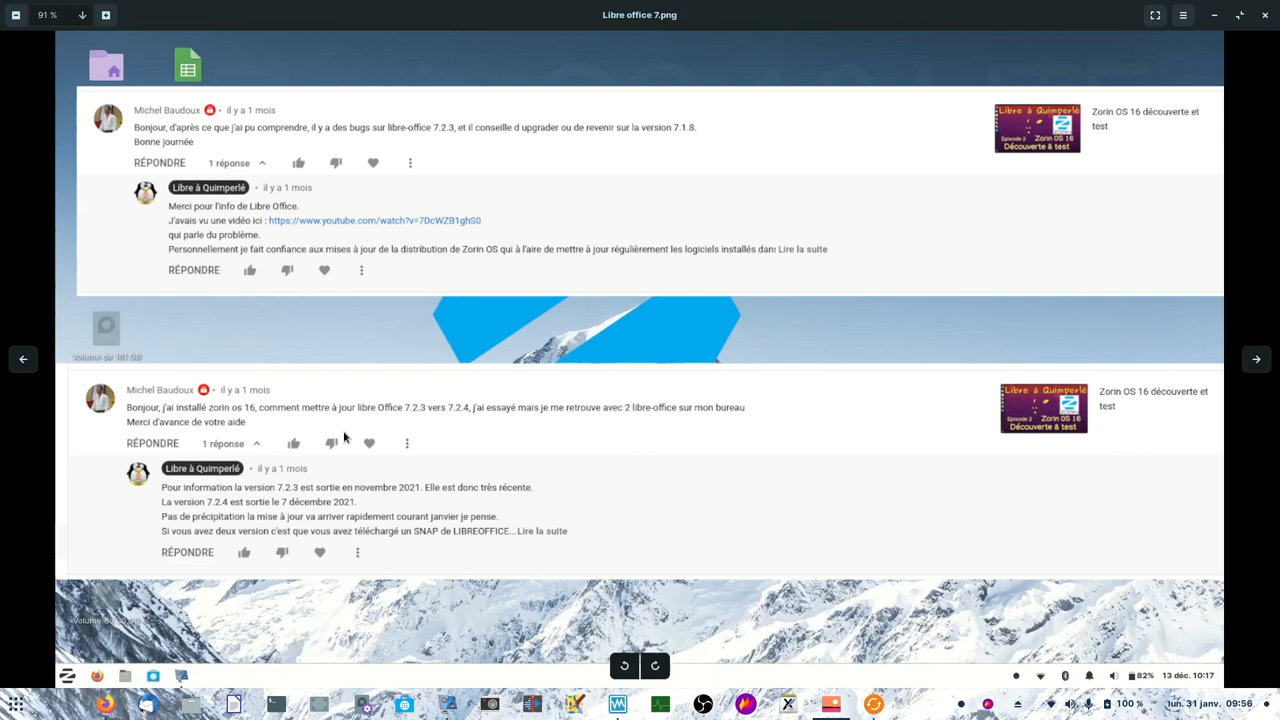 91 %
Libre office 7.png
Michel Baudoux • il y a 1 mois
Bonjour, d'après ce que j'ai pu comprendre, il y a des bugs sur libre-office 7.2.3, et il conseille d upgrader ou de revenir sur la version 7.1.8.
Bonne journée
RÉPONDRE 1 réponse
Libre à Quimperlé
Episode 2 Zorin OS 16
Découverte & test
Zorin OS 16 découverte et
test
Libre à Quimperlé • il y a 1 mois
Merci pour l'info de Libre Office.
J'avais vu une vidéo ici : https://www.youtube.com/watch?v=7DcWZB1ghS0
qui parle du problème.
Personnellement je fait confiance aux mises à jour de la distribution de Zorin OS qui à l'aire de mettre à jour régulièrement les logiciels installés dans Lire la suite
RÉPONDRE
Volume de 161 GB
Michel Baudoux • il y a 1 mois
Bonjour, j'ai installé zorin os 16, comment mettre à jour libre Office 7.2.3 vers 7.2.4, j'ai essayé mais je me retrouve avec 2 libre-office sur mon bureau
Merci d'avance de votre aide
RÉPONDRE 1 réponse
Libre à Quimperlé
Episode 2 Zorin OS 16
Découverte & test
Zorin OS 16 découverte et
test
Libre à Quimperlé • il y a 1 mois
Pour information la version 7.2.3 est sortie en novembre 2021. Elle est donc très récente.
La version 7.2.4 est sortie le 7 décembre 2021.
Pas de précipitation la mise à jour va arriver rapidement courant janvier je pense.
Si vous avez deux version c'est que vous avez téléchargé un SNAP de LIBREOFFICE... Lire la suite
RÉPONDRE
82% 13 déc. 10:17
100 % lun. 31 janv. 09:56